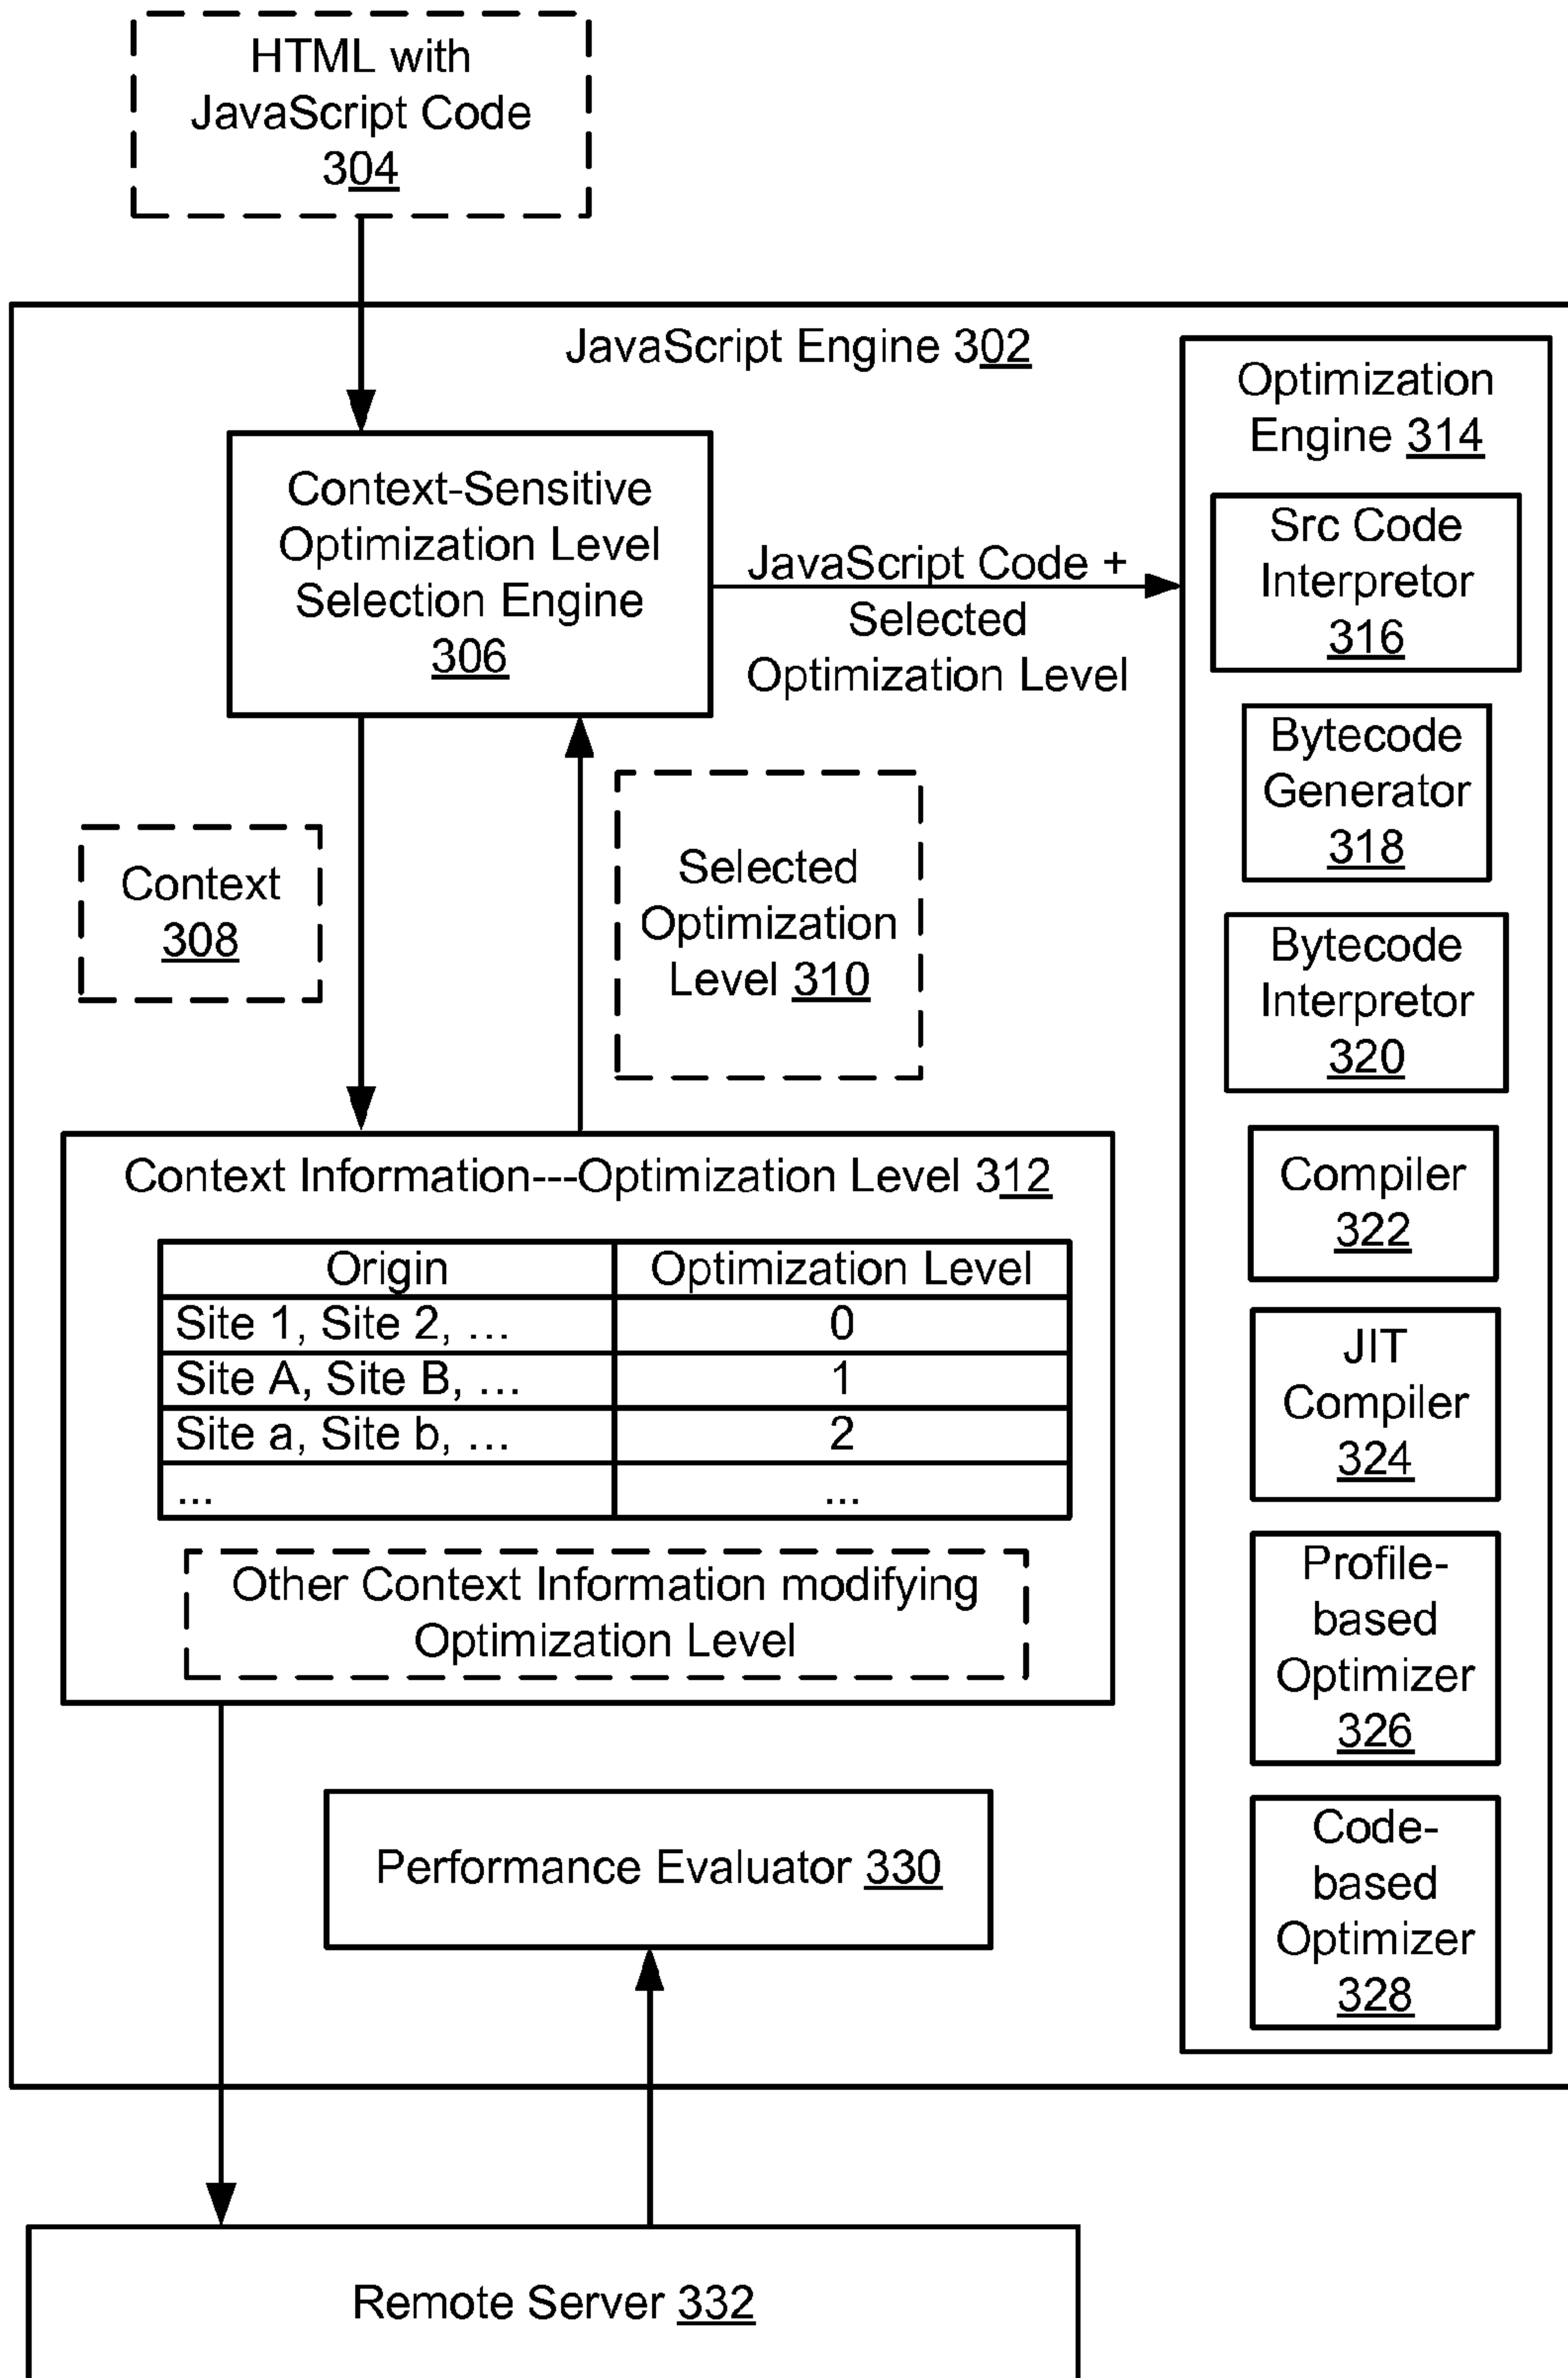 HTML with
JavaScript Code
304
JavaScript Engine 302
Context-Sensitive
Optimization Level
Selection Engine
306
JavaScript Code +
Selected
Optimization Level
Context
308
Selected
Optimization
Level 310
Context Information---Optimization Level 312
Origin Optimization Level
Site 1, Site 2, ... 0
Site A, Site B, ... 1
Site a, Site b, ... 2
... ...
Other Context Information modifying
Optimization Level
Performance Evaluator 330
Optimization
Engine 314
Src Code
Interpretor
316
Bytecode
Generator
318
Bytecode
Interpretor
320
Compiler
322
JIT
Compiler
324
Profile-
based
Optimizer
326
Code-
based
Optimizer
328
Remote Server 332